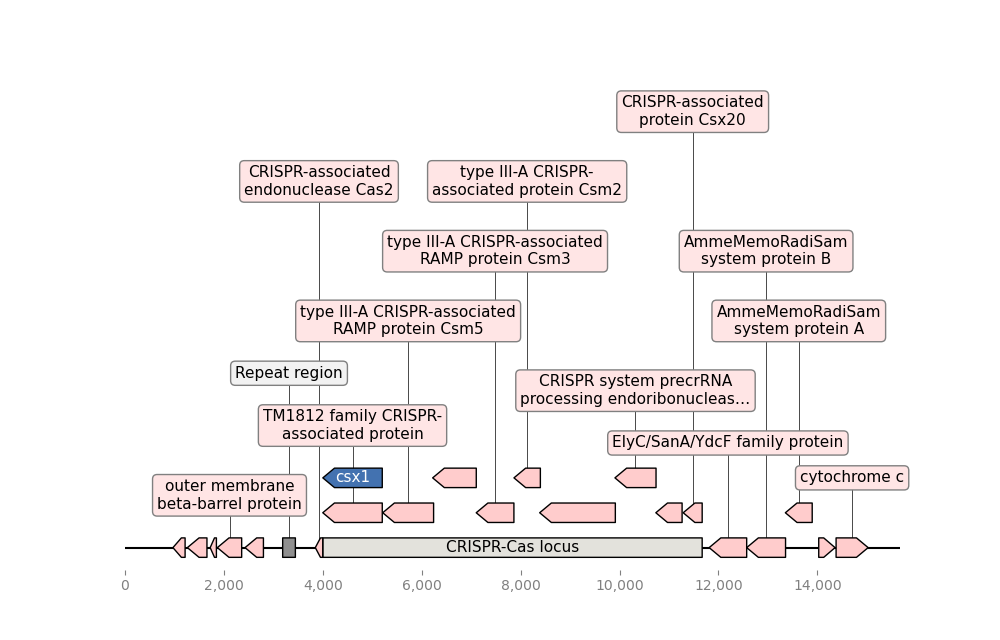 CRISPR-associated
protein Csx20
CRISPR-associated
endonuclease Cas2
type III-A CRISPR-
associated protein Csm2
type III-A CRISPR-associated
RAMP protein Csm3
AmmeMemoRadiSam
system protein B
type III-A CRISPR-associated
RAMP protein Csm5
AmmeMemoRadiSam
system protein A
Repeat region
CRISPR system precrRNA
processing endoribonucleas…
TM1812 family CRISPR-
associated protein
ElyC/SanA/YdcF family protein
outer membrane
beta-barrel protein
csx1
cytochrome c
CRISPR-Cas locus
0
2,000
4,000
6,000
8,000
10,000
12,000
14,000